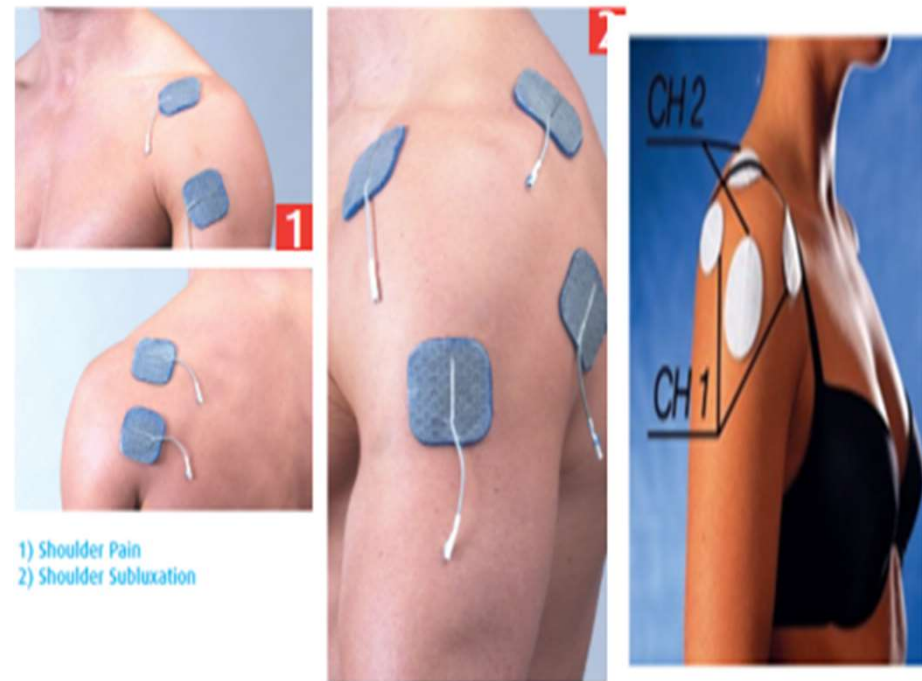 1
2
CH 2
CH 1
1) Shoulder Pain
2) Shoulder Subluxation